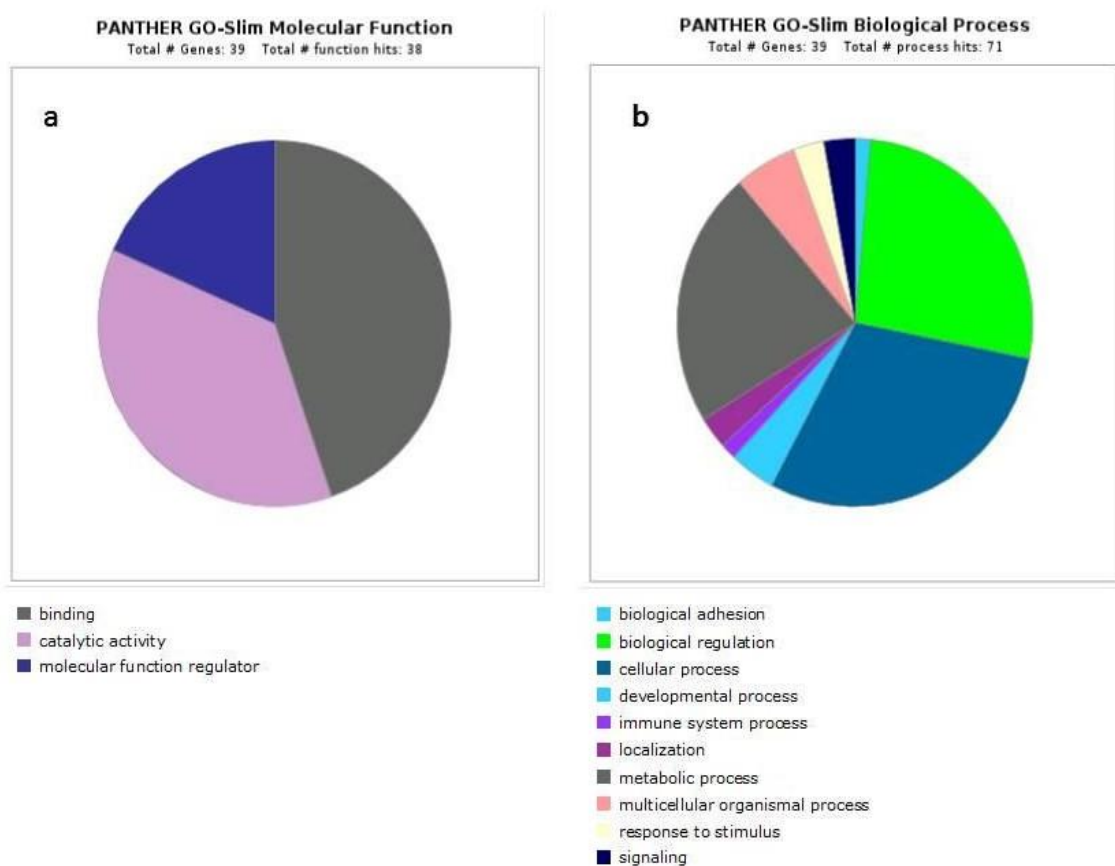 PANTHER GO-Slim Molecular Function
Total # Genes: 39 Total # function hits: 38
a
binding
catalytic activity
molecular function regulator
PANTHER GO-Slim Biological Process
Total # Genes: 39 Total # process hits: 71
b
biological adhesion
biological regulation
cellular process
developmental process
immune system process
localization
metabolic process
multicellular organismal process
response to stimulus
signaling